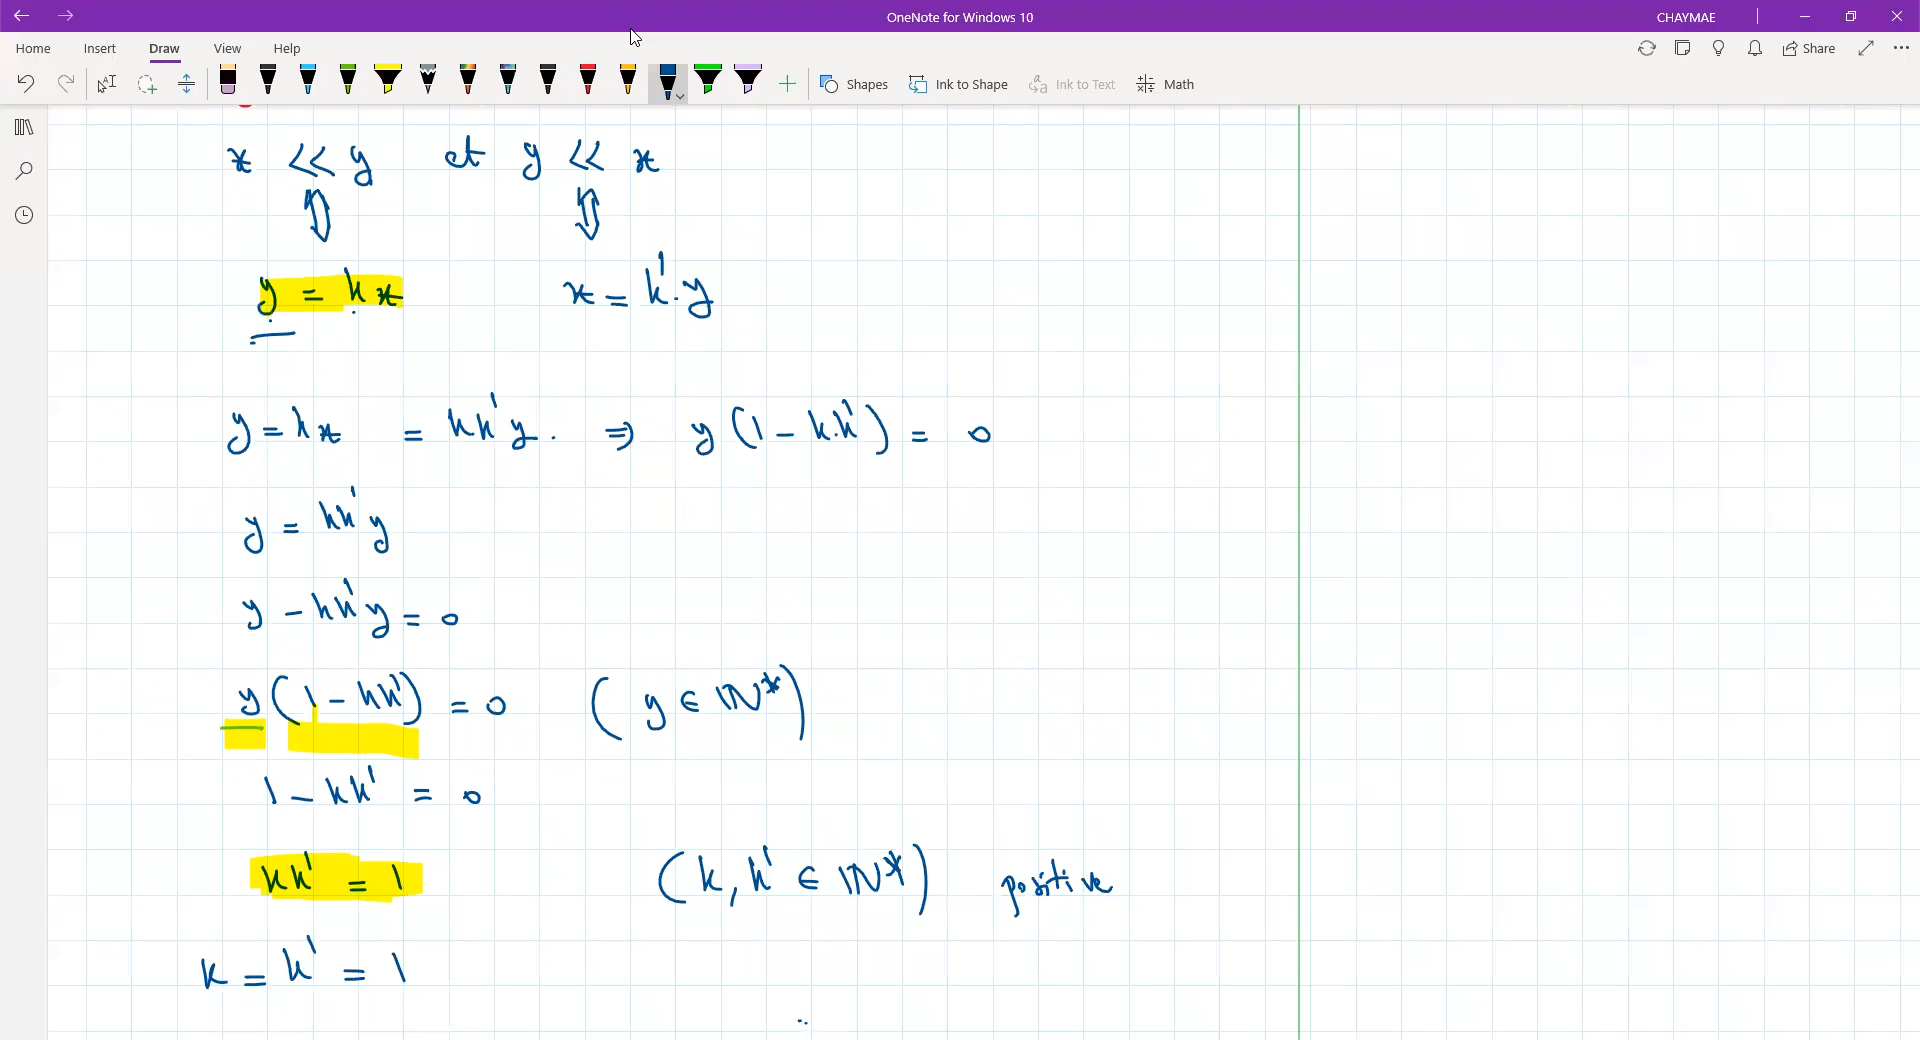 OneNote for Windows 10
CHAYMAE
Home Insert Draw View Help
Share
Shapes Ink to Shape Ink to Text Math
x << y et y << x
⇕ ⇕
y = kx x = k'.y
y = kx = kk'y. ⇒ y(1 - k.k') = 0
y = kk'y
y - kk'y = 0
y(1 - kk') = 0 (y ∈ ℕ*)
1 - kk' = 0
kk' = 1 (k, k' ∈ ℕ*) positive
k = k' = 1